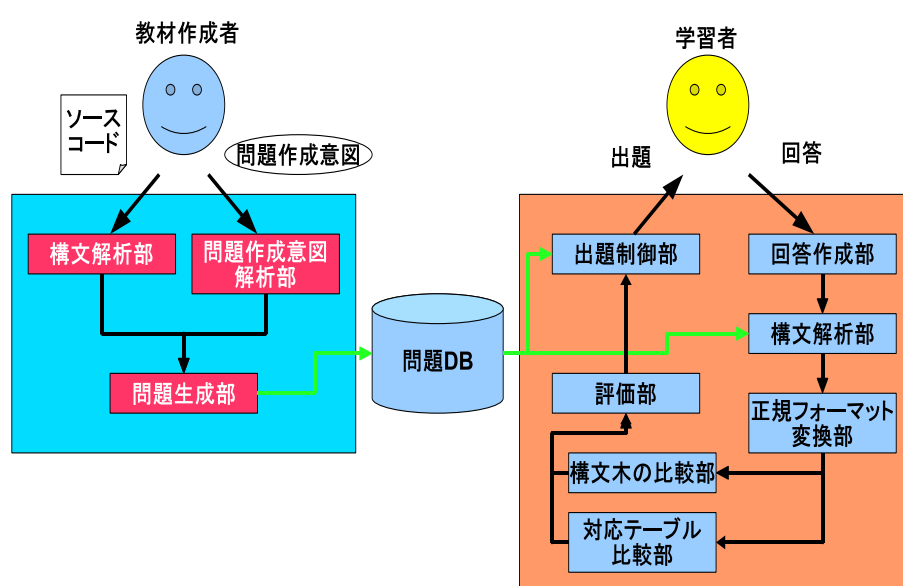 教材作成者
ソース
コード
問題作成意図
構文解析部
問題作成意図
解析部
問題生成部
問題DB
学習者
出題
回答
出題制御部
回答作成部
構文解析部
評価部
正規フォーマット
変換部
構文木の比較部
対応テーブル
比較部